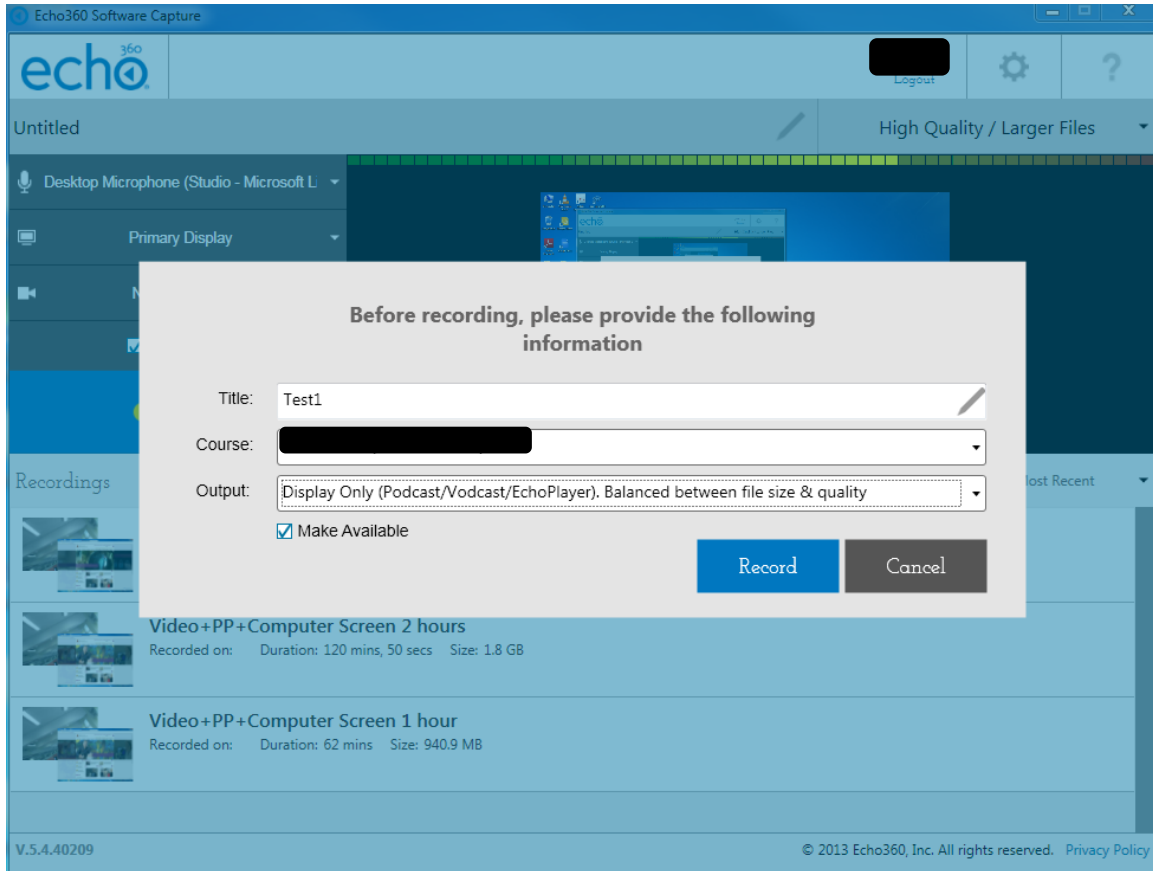 Echo360 Software Capture
echo 360
Logout
?
Untitled
High Quality / Larger Files
Desktop Microphone (Studio - Microsoft Li
Primary Display
N
Before recording, please provide the following
information
Title: Test1
Course:
Output: Display Only (Podcast/Vodcast/EchoPlayer). Balanced between file size & quality
Make Available
Record Cancel
Recordings
ost Recent
Video+PP+Computer Screen 2 hours
Recorded on: Duration: 120 mins, 50 secs Size: 1.8 GB
Video+PP+Computer Screen 1 hour
Recorded on: Duration: 62 mins Size: 940.9 MB
V.5.4.40209
© 2013 Echo360, Inc. All rights reserved. Privacy Policy